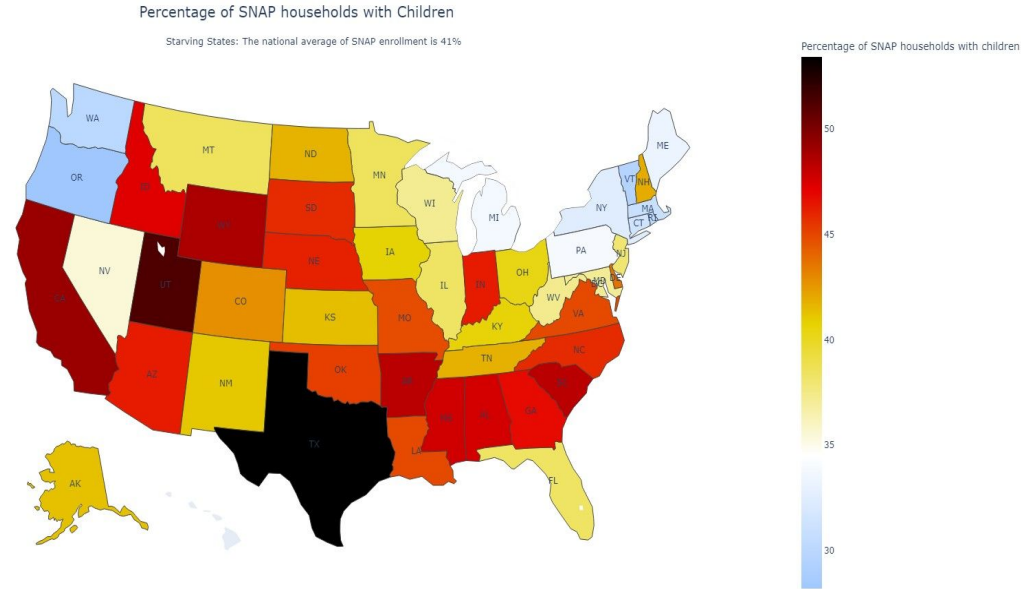 Percentage of SNAP households with Children
Starving States: The national average of SNAP enrollment is 41%
Percentage of SNAP households with children
50
45
40
35
30
WA
MT
ND
MN
ME
OR
ID
SD
WI
VT
NH
NY
MA
MI
CT
RI
WY
NE
IA
PA
NV
UT
IL
IN
OH
NJ
CA
CO
WV
MD
DE
DC
KS
MO
KY
VA
AZ
NM
OK
TN
NC
AR
SC
MS
AL
GA
TX
LA
FL
AK